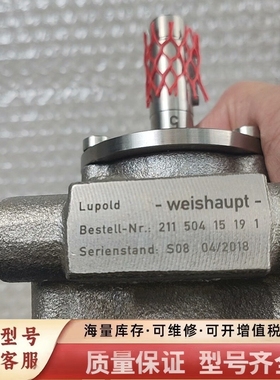 C
Lupold - weishaupt -
Bestell-Nr.: 211 504 15 19 1
Serienstand: S08 04/2018
型号
客服
海量库存·可维修·可开增值税
质量保证 型号齐